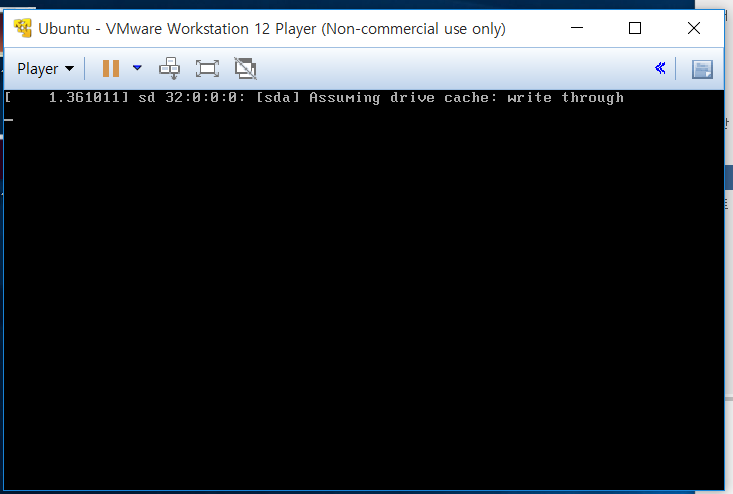 Ubuntu - VMware Workstation 12 Player (Non-commercial use only)
Player
[    1.361011] sd 32:0:0:0: [sda] Assuming drive cache: write through